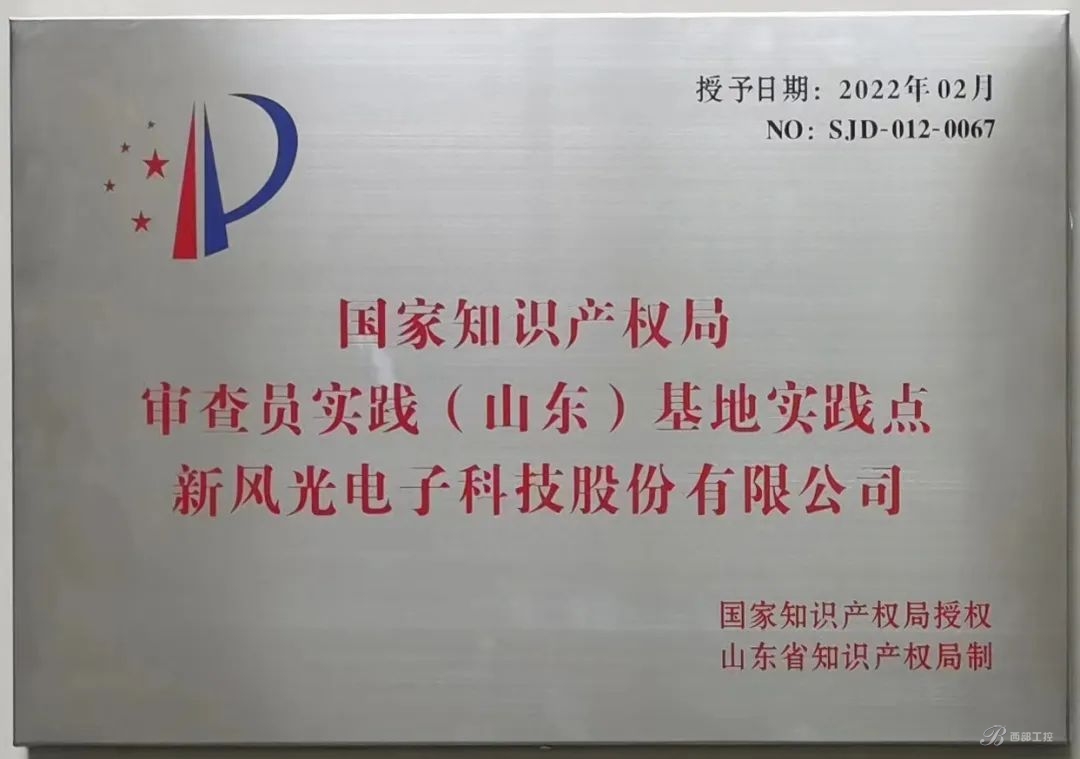 授予日期：2022年02月
NO：SJD-012-0067
国家知识产权局
审查员实践（山东）基地实践点
新风光电子科技股份有限公司
国家知识产权局授权
山东省知识产权局制
西部工控